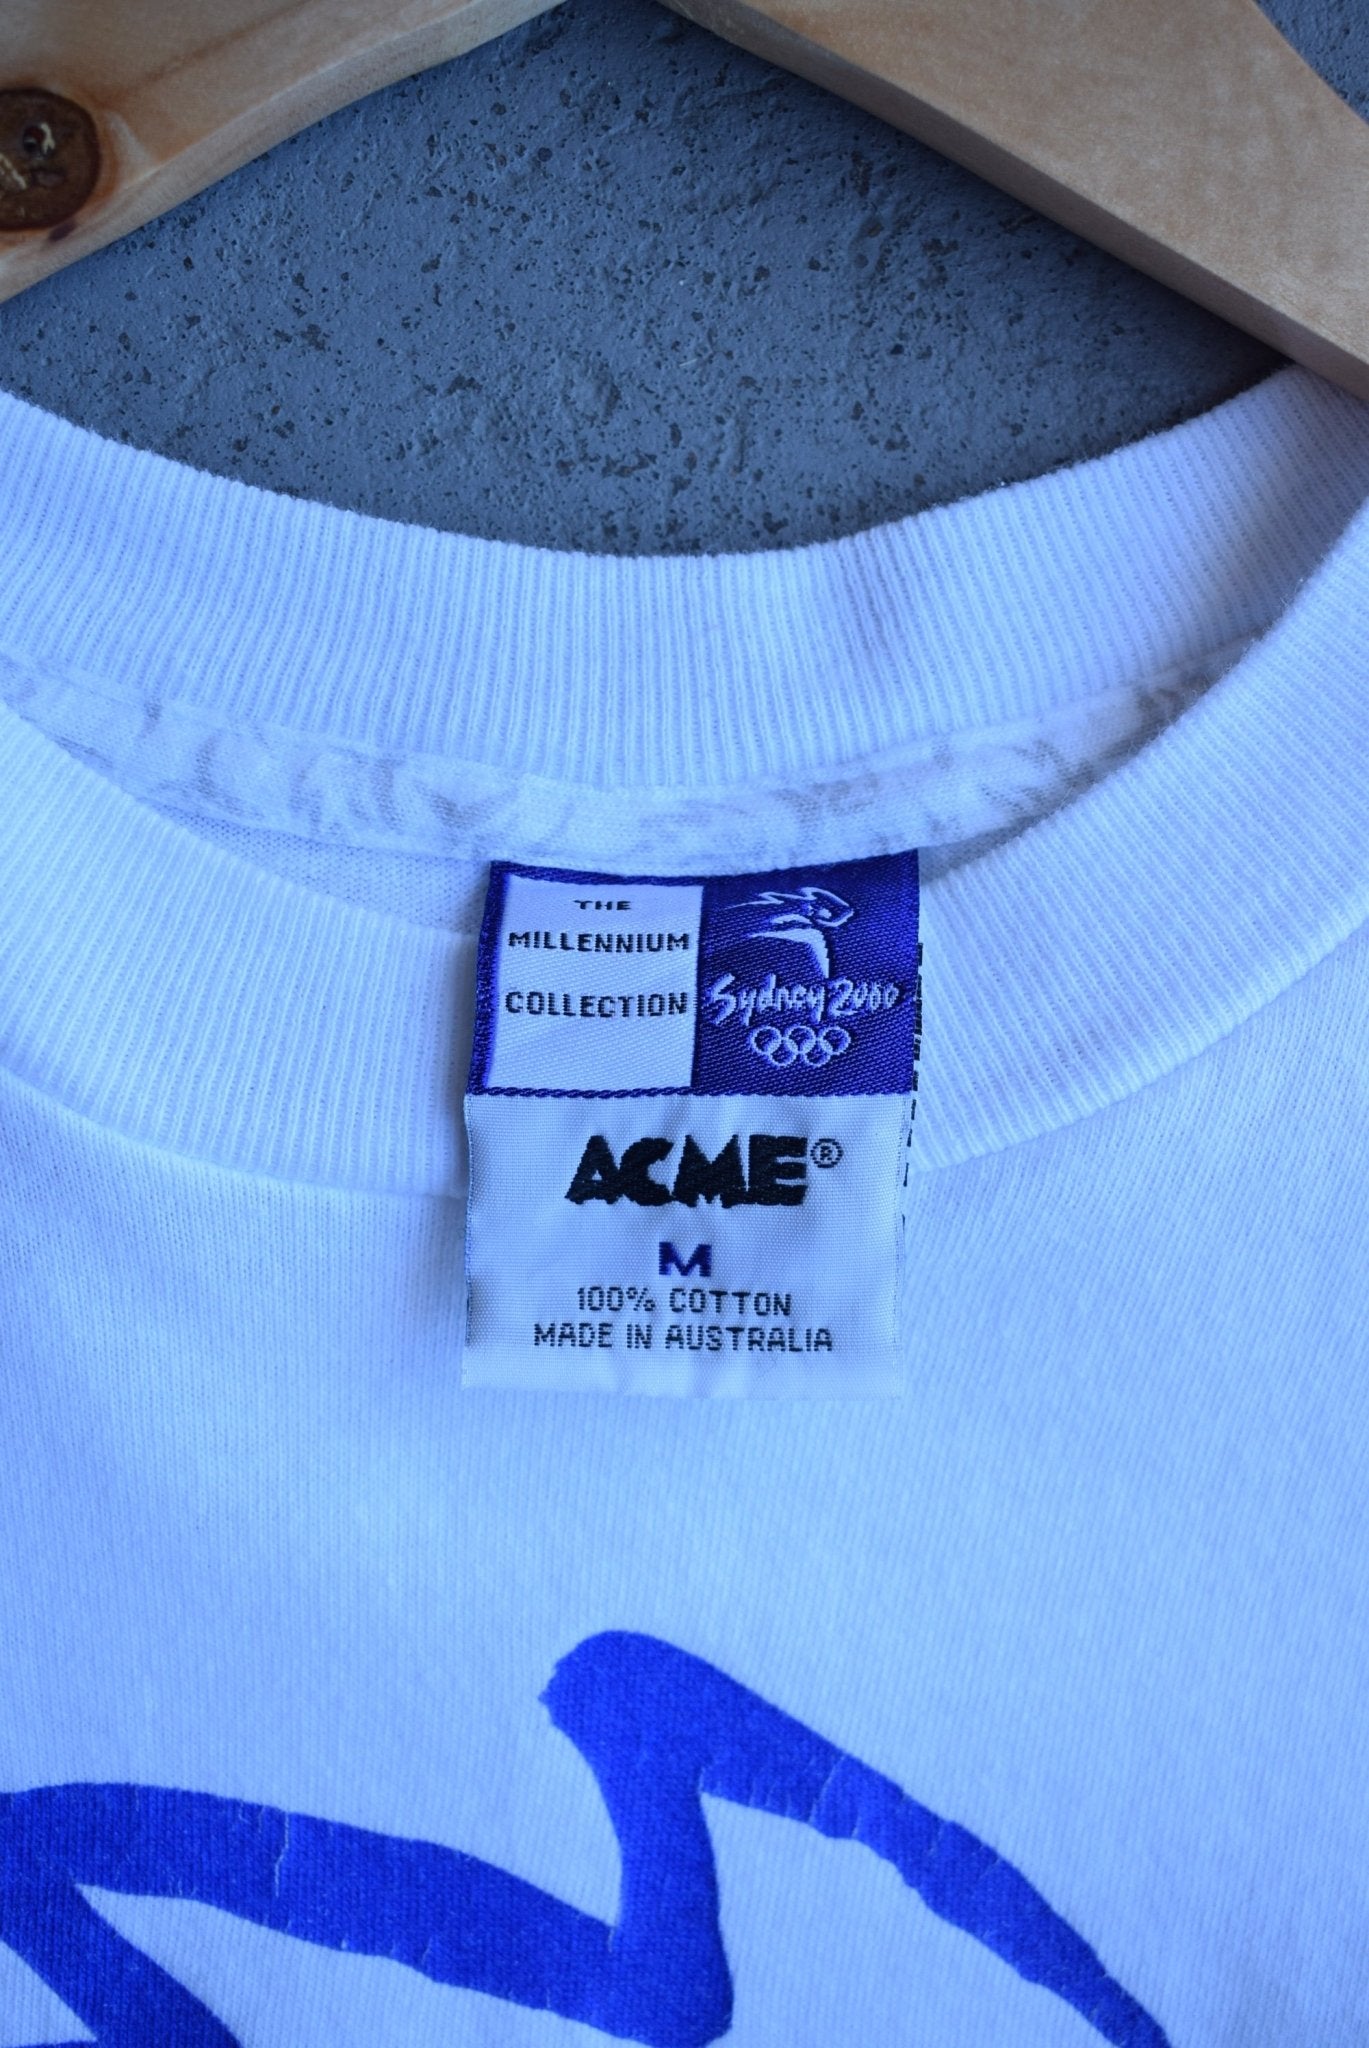 THE
MILLENNIUM
COLLECTION
Sydney 2000
ACME®
M
100% COTTON
MADE IN AUSTRALIA